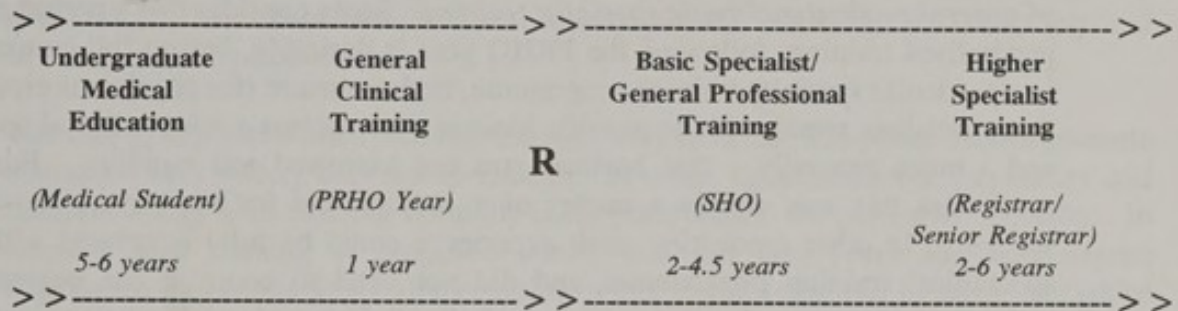 > >------------------------------------> >------------------------------------------> >
Undergraduate General Basic Specialist/ Higher
Medical Clinical General Professional Specialist
Education Training Training Training
R
(Medical Student) (PRHO Year) (SHO) (Registrar/
Senior Registrar)
5-6 years 1 year 2-4.5 years 2-6 years
> >------------------------------------> >------------------------------------------> >